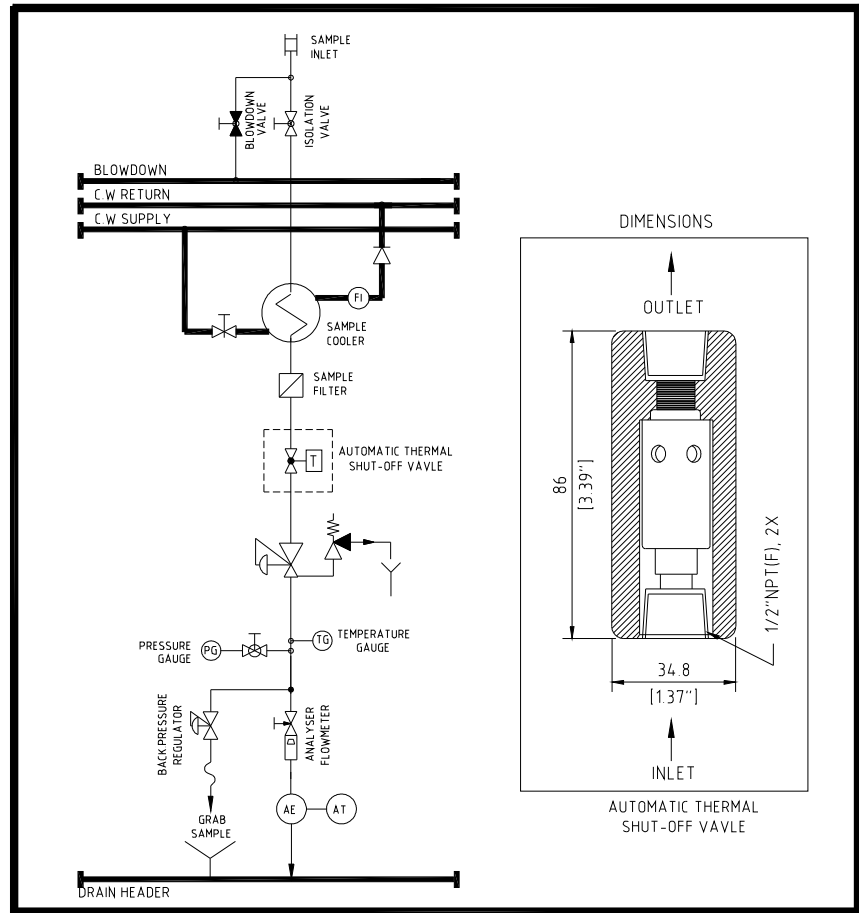 SAMPLE
INLET
BLOWDOWN
VALVE
ISOLATION
VALVE
BLOWDOWN
C.W RETURN
C.W SUPPLY
FI
SAMPLE
COOLER
SAMPLE
FILTER
T
AUTOMATIC THERMAL
SHUT-OFF VAVLE
PRESSURE
GAUGE
PG
TG
TEMPERATURE
GAUGE
BACK PRESSURE
REGULATOR
ANALYSER
FLOWMETER
AE
AT
GRAB
SAMPLE
DRAIN HEADER
DIMENSIONS
OUTLET
86
[3.39"]
1/2"NPT(F), 2X
34.8
[1.37"]
INLET
AUTOMATIC THERMAL
SHUT-OFF VAVLE